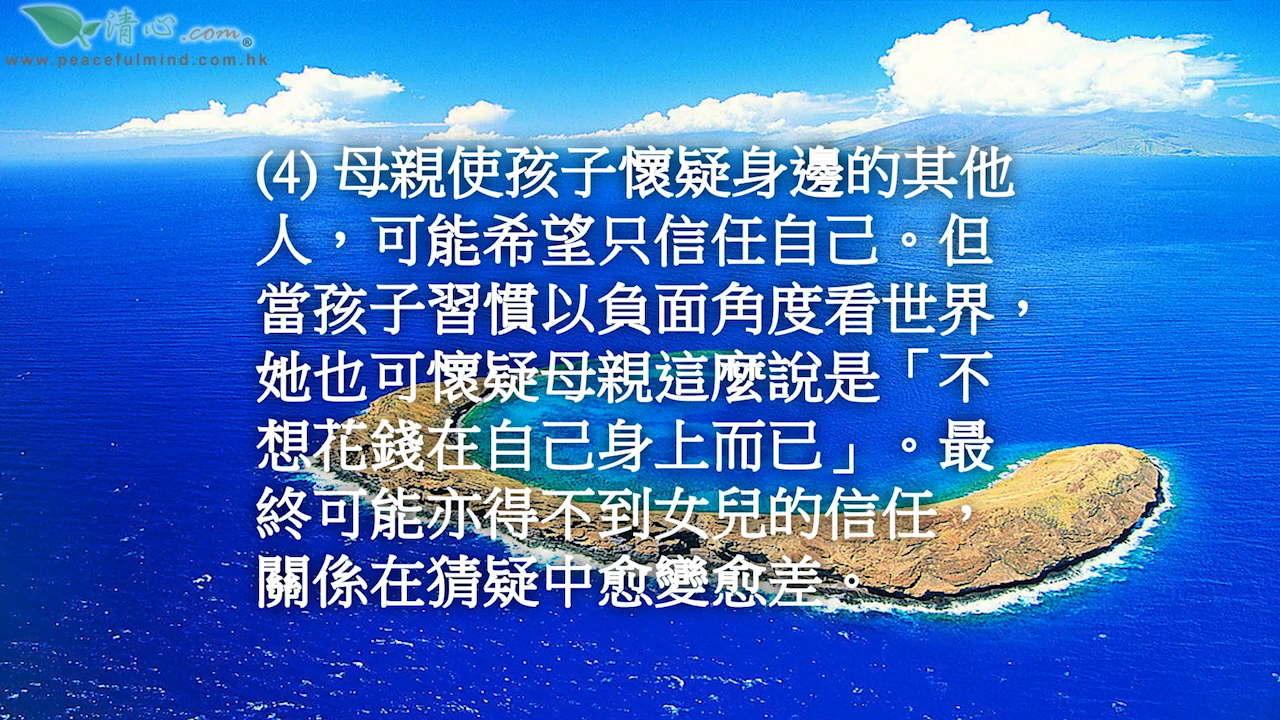 清心.com®
www.peacefulmind.com.hk
(4) 母親使孩子懷疑身邊的其他
人，可能希望只信任自己。但
當孩子習慣以負面角度看世界，
她也可懷疑母親這麼說是「不
想花錢在自己身上而已」。最
終可能亦得不到女兒的信任，
關係在猜疑中愈變愈差。